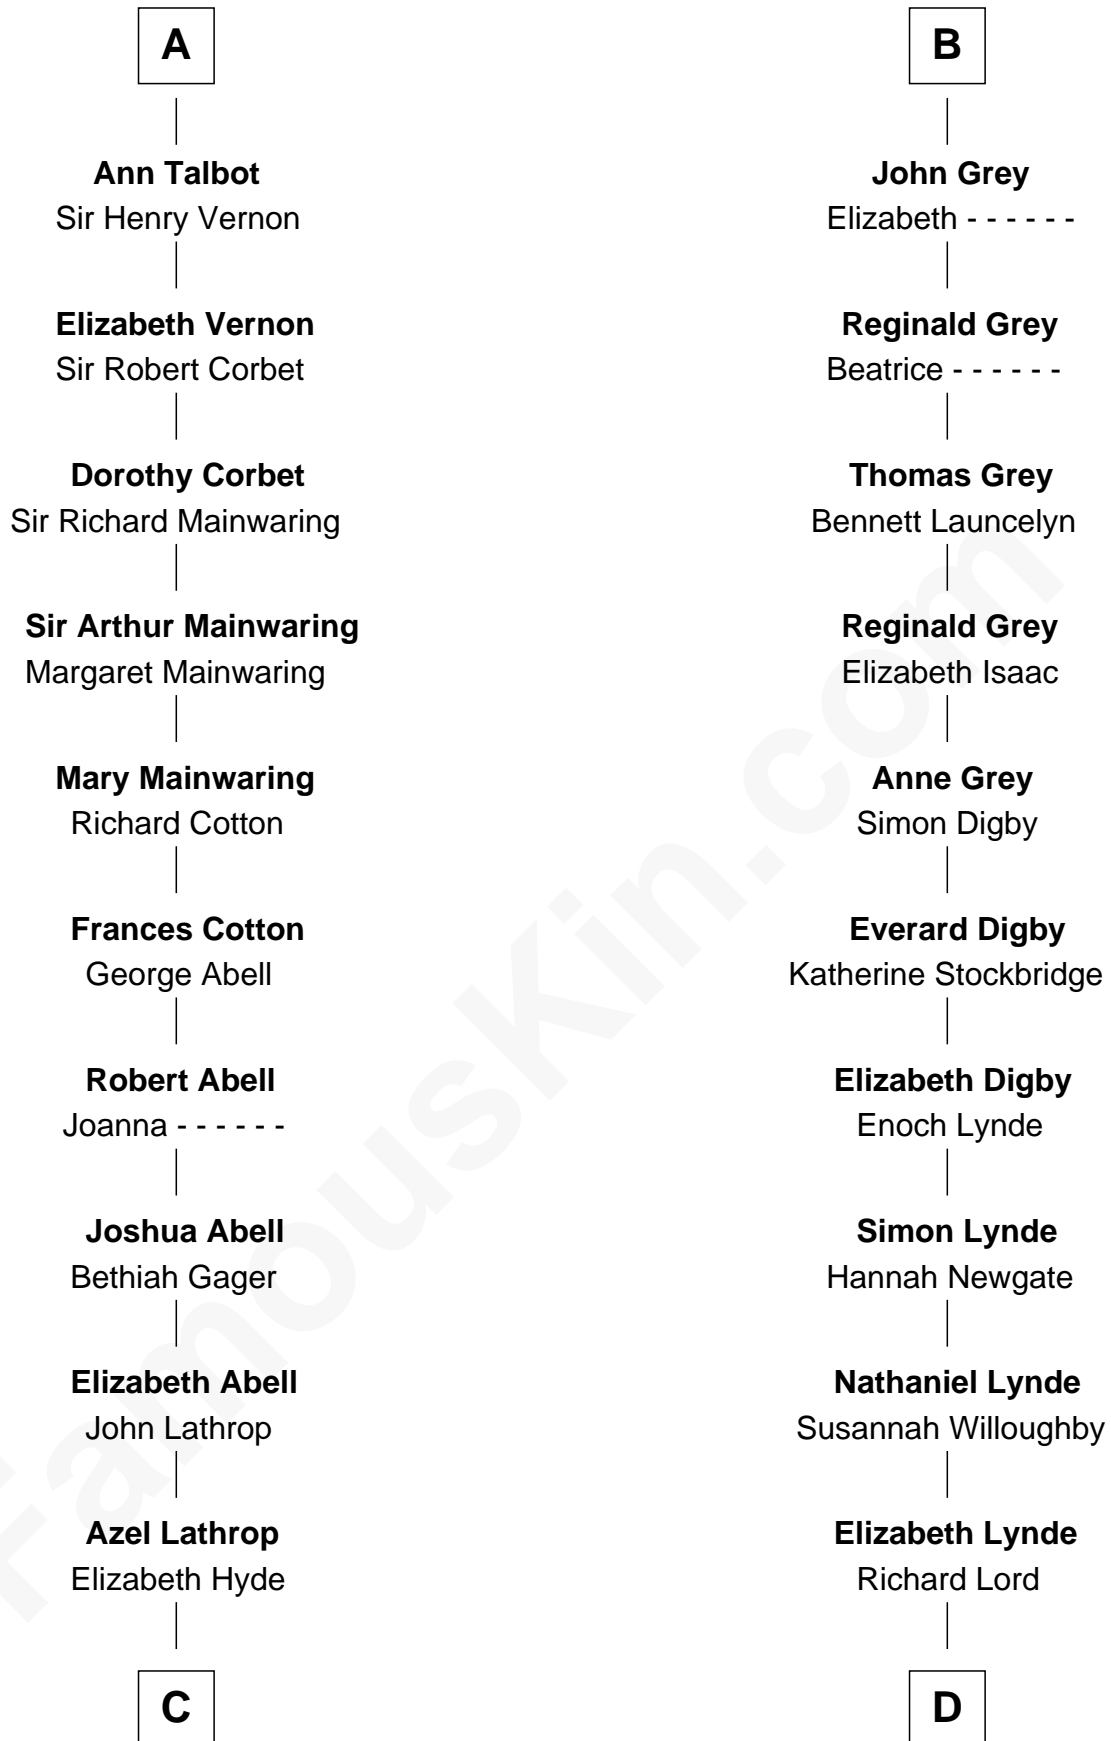 A
Ann Talbot
Sir Henry Vernon
Elizabeth Vernon
Sir Robert Corbet
Dorothy Corbet
Sir Richard Mainwaring
Sir Arthur Mainwaring
Margaret Mainwaring
Mary Mainwaring
Richard Cotton
Frances Cotton
George Abell
Robert Abell
Joanna - - - - - -
Joshua Abell
Bethiah Gager
Elizabeth Abell
John Lathrop
Azel Lathrop
Elizabeth Hyde
C
B
John Grey
Elizabeth - - - - - -
Reginald Grey
Beatrice - - - - - -
Thomas Grey
Bennett Launcelyn
Reginald Grey
Elizabeth Isaac
Anne Grey
Simon Digby
Everard Digby
Katherine Stockbridge
Elizabeth Digby
Enoch Lynde
Simon Lynde
Hannah Newgate
Nathaniel Lynde
Susannah Willoughby
Elizabeth Lynde
Richard Lord
D
FamousKin.com